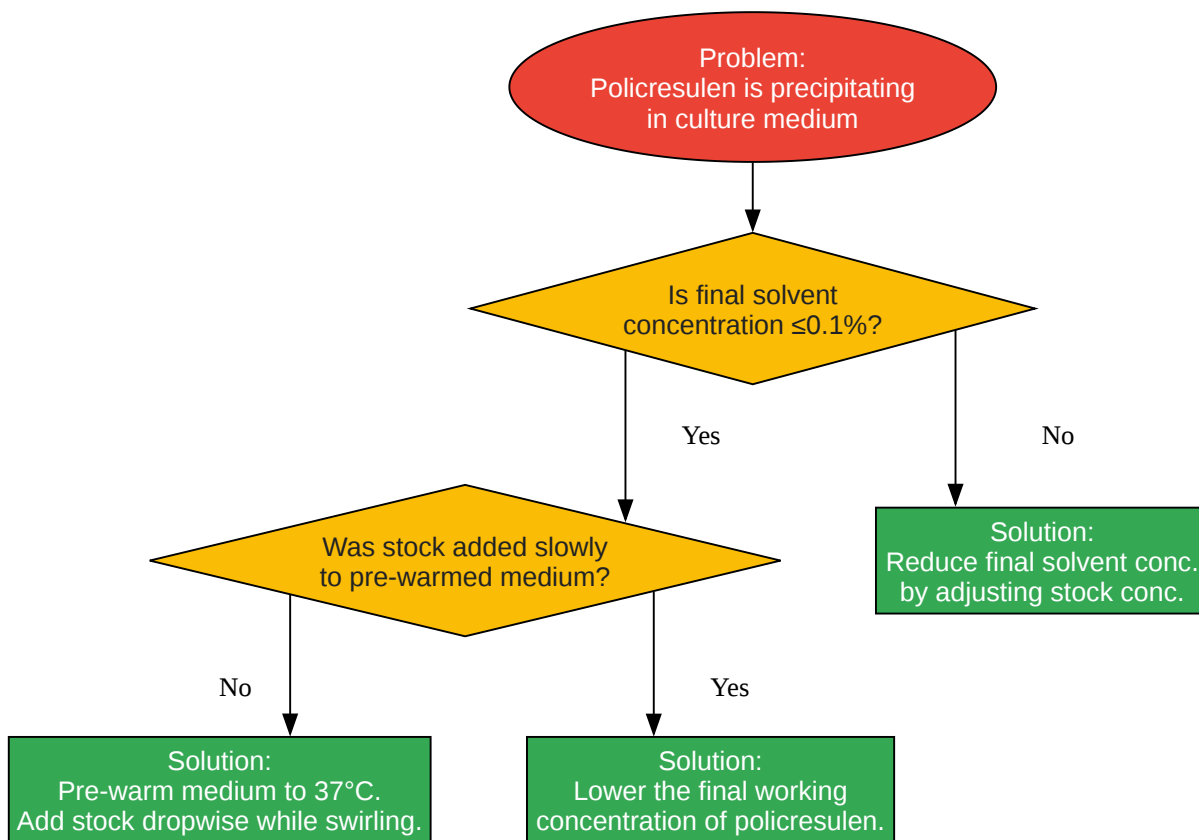 Problem:
Policresulen is precipitating
in culture medium
Is final solvent
concentration ≤0.1%?
Yes
No
Was stock added slowly
to pre-warmed medium?
Solution:
Reduce final solvent conc.
by adjusting stock conc.
No
Yes
Solution:
Pre-warm medium to 37°C.
Add stock dropwise while swirling.
Solution:
Lower the final working
concentration of policresulen.